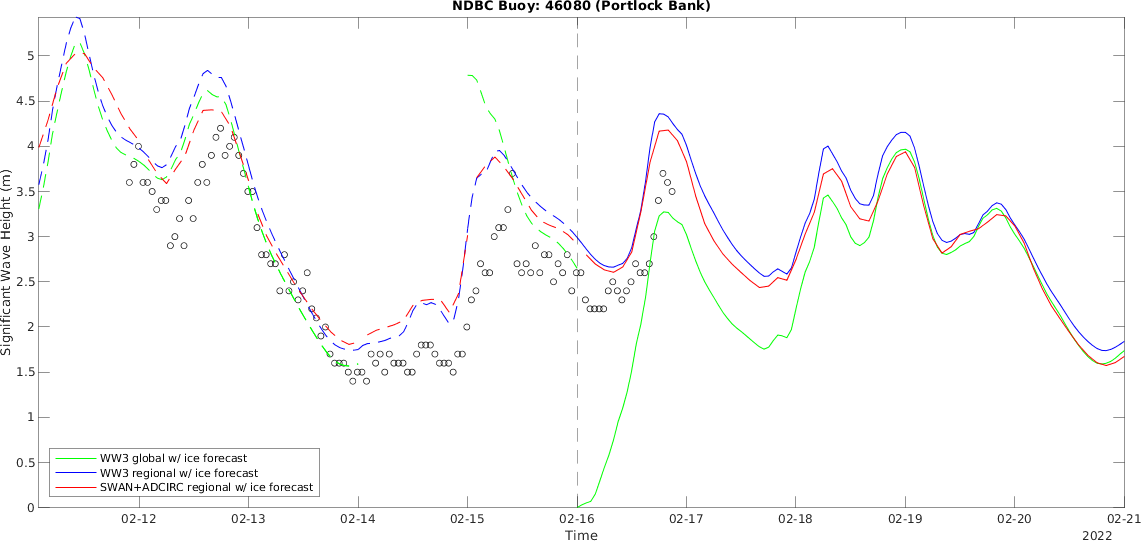 NDBC Buoy: 46080 (Portlock Bank)
Significant Wave Height (m)
5
4.5
4
3.5
3
2.5
2
1.5
1
0.5
0
WW3 global w/ ice forecast
WW3 regional w/ ice forecast
SWAN+ADCIRC regional w/ ice forecast
02-12 02-13 02-14 02-15 02-16 02-17 02-18 02-19 02-20 02-21
Time
2022